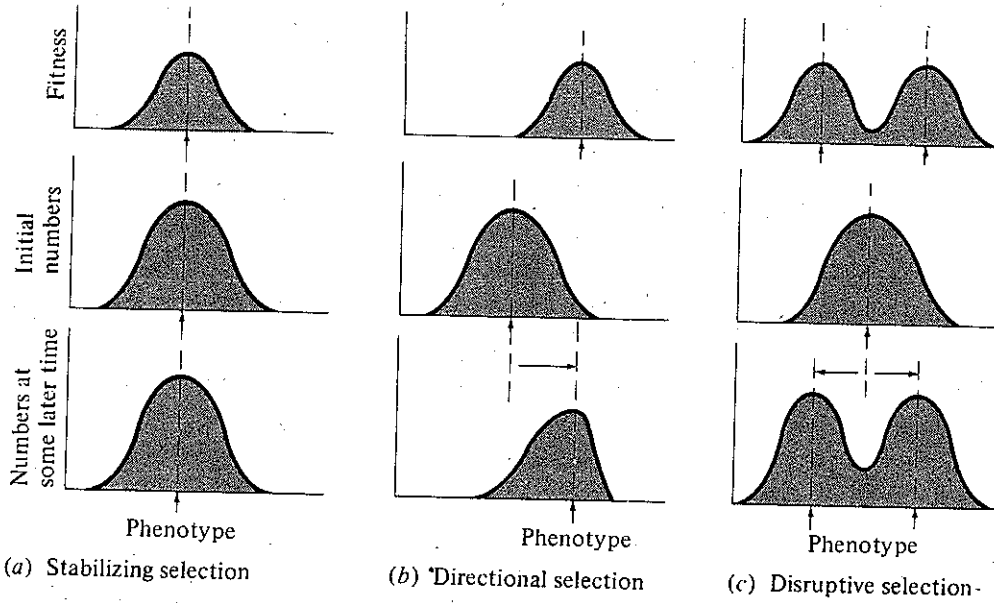 Fitness
Initial
numbers
Numbers at
some later time
Phenotype
Phenotype
Phenotype
(a) Stabilizing selection
(b) Directional selection
(c) Disruptive selection